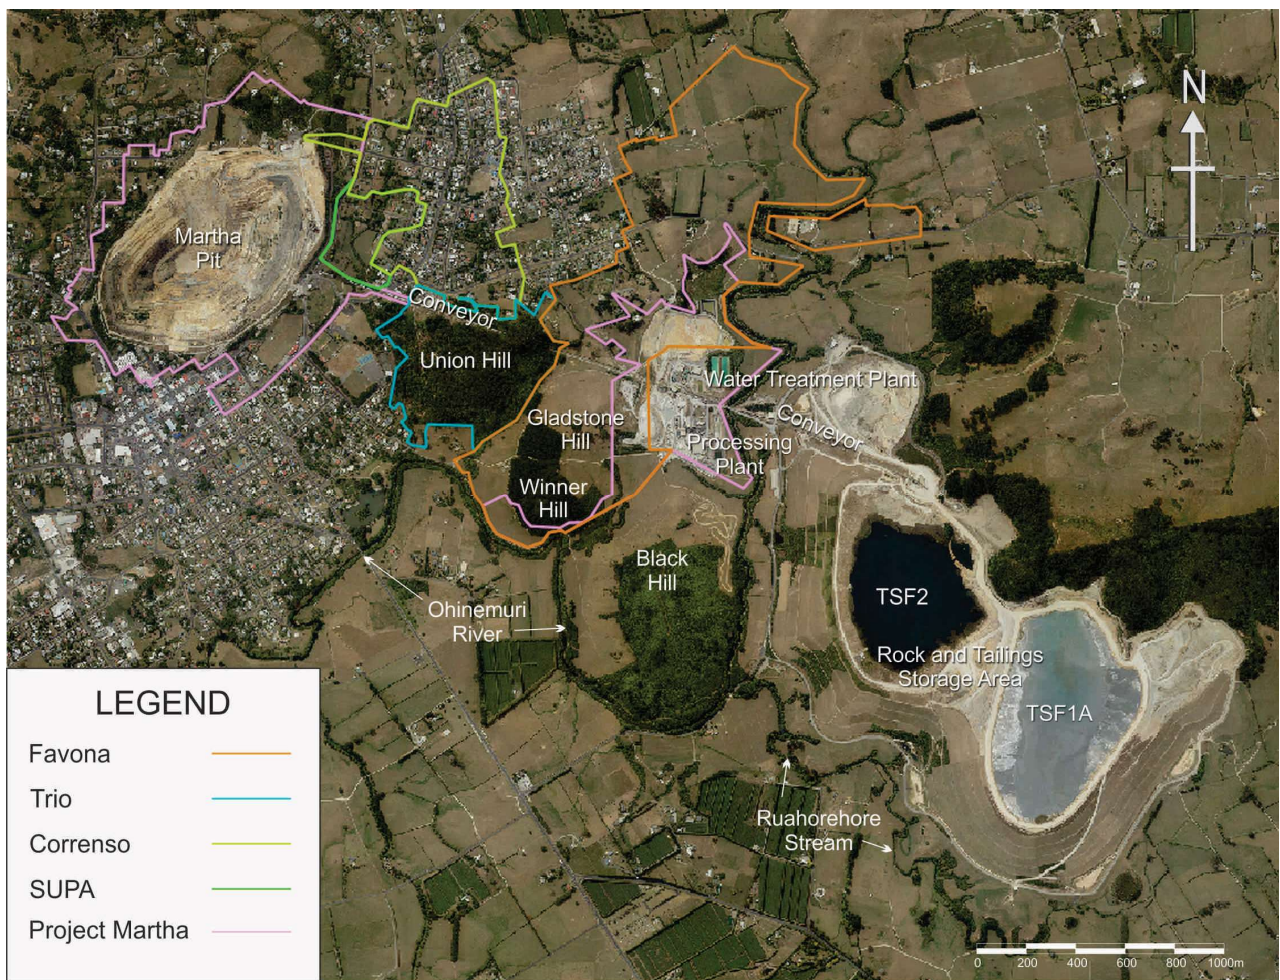 N
Martha
Pit
Conveyor
Union Hill
Gladstone
Hill
Winner
Hill
Water Treatment Plant
Conveyor
Processing
Plant
Black
Hill
Ohinemuri
River
TSF2
Rock and Tailings
Storage Area
TSF1A
Ruahorehore
Stream
LEGEND
Favona
Trio
Correnso
SUPA
Project Martha
0 200 400 600 800 1000m